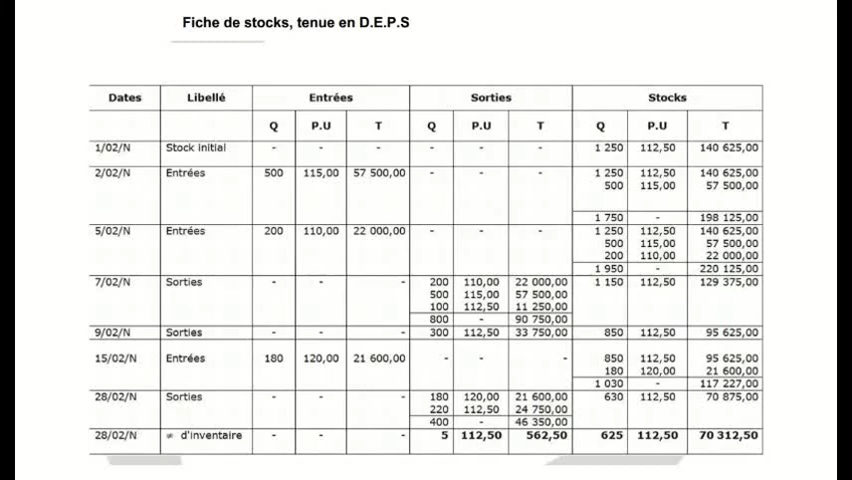 Fiche de stocks, tenue en D.E.P.S
Dates Libellé Entrées Sorties Stocks
Q P.U T Q P.U T Q P.U T
1/02/N Stock initial - - - - - - 1 250 112,50 140 625,00
2/02/N Entrées 500 115,00 57 500,00 - - - 1 250 112,50 140 625,00
500 115,00 57 500,00
1 750 - 198 125,00
5/02/N Entrées 200 110,00 22 000,00 - - - 1 250 112,50 140 625,00
500 115,00 57 500,00
200 110,00 22 000,00
1 950 - 220 125,00
7/02/N Sorties - - - 200 110,00 22 000,00 1 150 112,50 129 375,00
500 115,00 57 500,00
100 112,50 11 250,00
800 - 90 750,00
9/02/N Sorties - - - 300 112,50 33 750,00 850 112,50 95 625,00
15/02/N Entrées 180 120,00 21 600,00 - - - 850 112,50 95 625,00
180 120,00 21 600,00
1 030 - 117 227,00
28/02/N Sorties - - - 180 120,00 21 600,00 630 112,50 70 875,00
220 112,50 24 750,00
400 - 46 350,00
28/02/N ≠ d'inventaire - - - 5 112,50 562,50 625 112,50 70 312,50